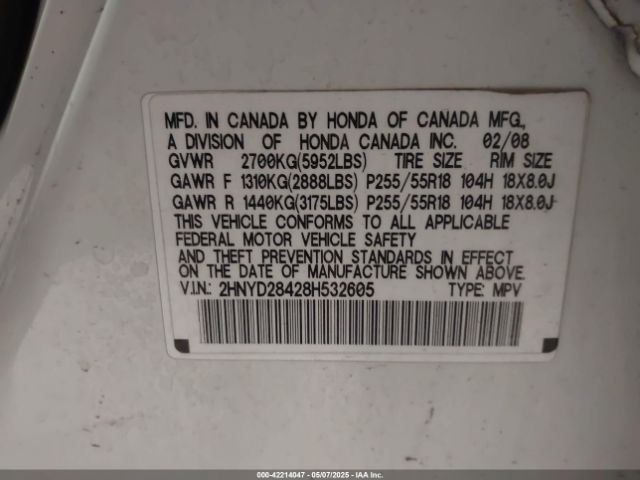 MFD. IN CANADA BY HONDA OF CANADA MFG.,
A DIVISION OF HONDA CANADA INC. 02/08
GVWR 2700KG(5952LBS) TIRE SIZE RIM SIZE
GAWR F 1310KG(2888LBS) P255/55R18 104H 18X8.0J
GAWR R 1440KG(3175LBS) P255/55R18 104H 18X8.0J
THIS VEHICLE CONFORMS TO ALL APPLICABLE
FEDERAL MOTOR VEHICLE SAFETY
AND THEFT PREVENTION STANDARDS IN EFFECT
ON THE DATE OF MANUFACTURE SHOWN ABOVE.
V.I.N.: 2HNYD28428H532605 TYPE: MPV
000-42214047 - 05/07/2025 - IAA Inc.